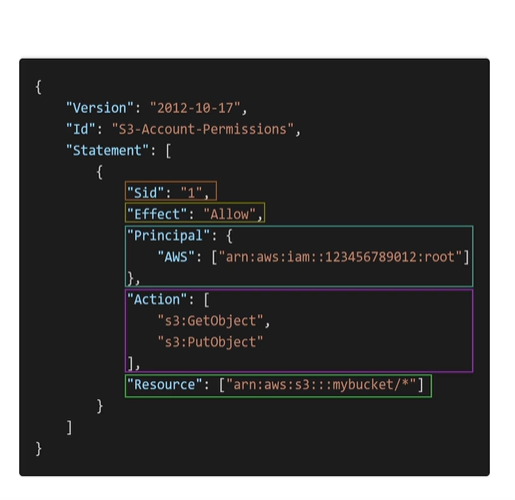 {
    "Version": "2012-10-17",
    "Id": "S3-Account-Permissions",
    "Statement": [
        {
            "Sid": "1",
            "Effect": "Allow",
            "Principal": {
                "AWS": ["arn:aws:iam::123456789012:root"]
            },
            "Action": [
                "s3:GetObject",
                "s3:PutObject"
            ],
            "Resource": ["arn:aws:s3:::mybucket/*"]
        }
    ]
}